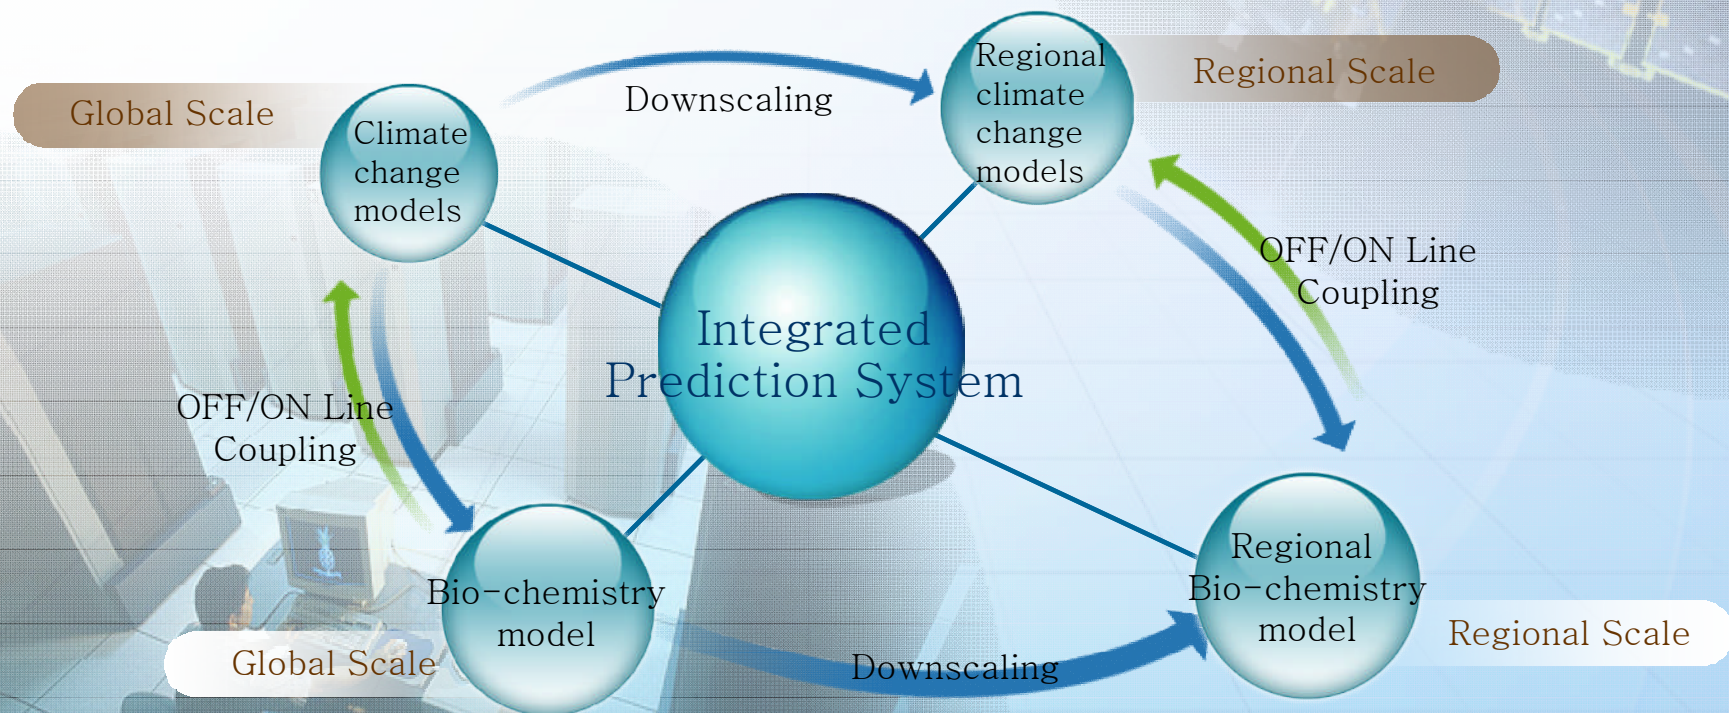 Global Scale
Climate
change
models
Downscaling
Regional
climate
change
models
Regional Scale
OFF/ON Line
Coupling
Integrated
Prediction System
OFF/ON Line
Coupling
Bio-chemistry
model
Global Scale
Downscaling
Regional
Bio-chemistry
model
Regional Scale